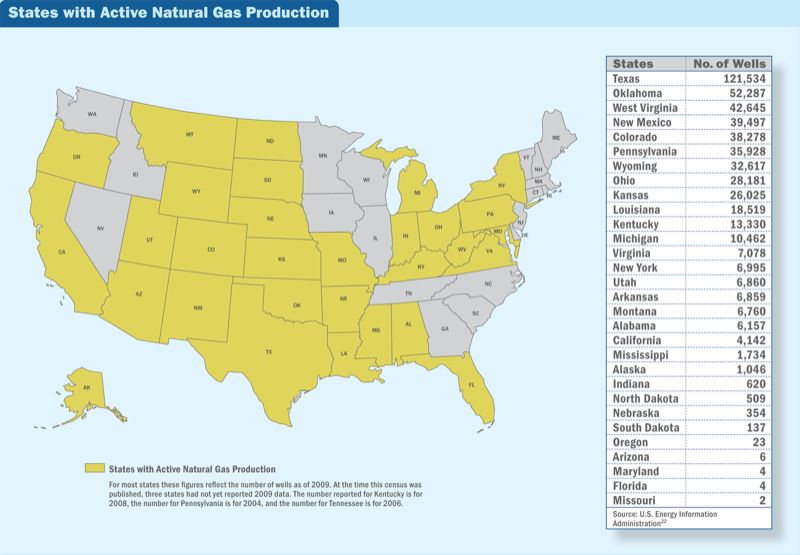 States with Active Natural Gas Production
WA
OR
ID
MT
ND
SD
WY
NE
NV
UT
CO
KS
CA
AZ
NM
OK
TX
MN
IA
WI
IL
MO
AR
LA
MS
AL
TN
KY
IN
MI
OH
WV
VA
PA
NY
MD
DE
NJ
CT
RI
MA
NH
VT
ME
NC
SC
GA
FL
AK
States with Active Natural Gas Production
For most states these figures reflect the number of wells as of 2009. At the time this census was
published, three states had not yet reported 2009 data. The number reported for Kentucky is for
2008, the number for Pennsylvania is for 2004, and the number for Tennessee is for 2006.
States No. of Wells
Texas 121,534
Oklahoma 52,287
West Virginia 42,645
New Mexico 39,497
Colorado 38,278
Pennsylvania 35,928
Wyoming 32,617
Ohio 28,181
Kansas 26,025
Louisiana 18,519
Kentucky 13,330
Michigan 10,462
Virginia 7,078
New York 6,995
Utah 6,860
Arkansas 6,859
Montana 6,760
Alabama 6,157
California 4,142
Mississippi 1,734
Alaska 1,046
Indiana 620
North Dakota 509
Nebraska 354
South Dakota 137
Oregon 23
Arizona 6
Maryland 4
Florida 4
Missouri 2
Source: U.S. Energy Information
Administration²²